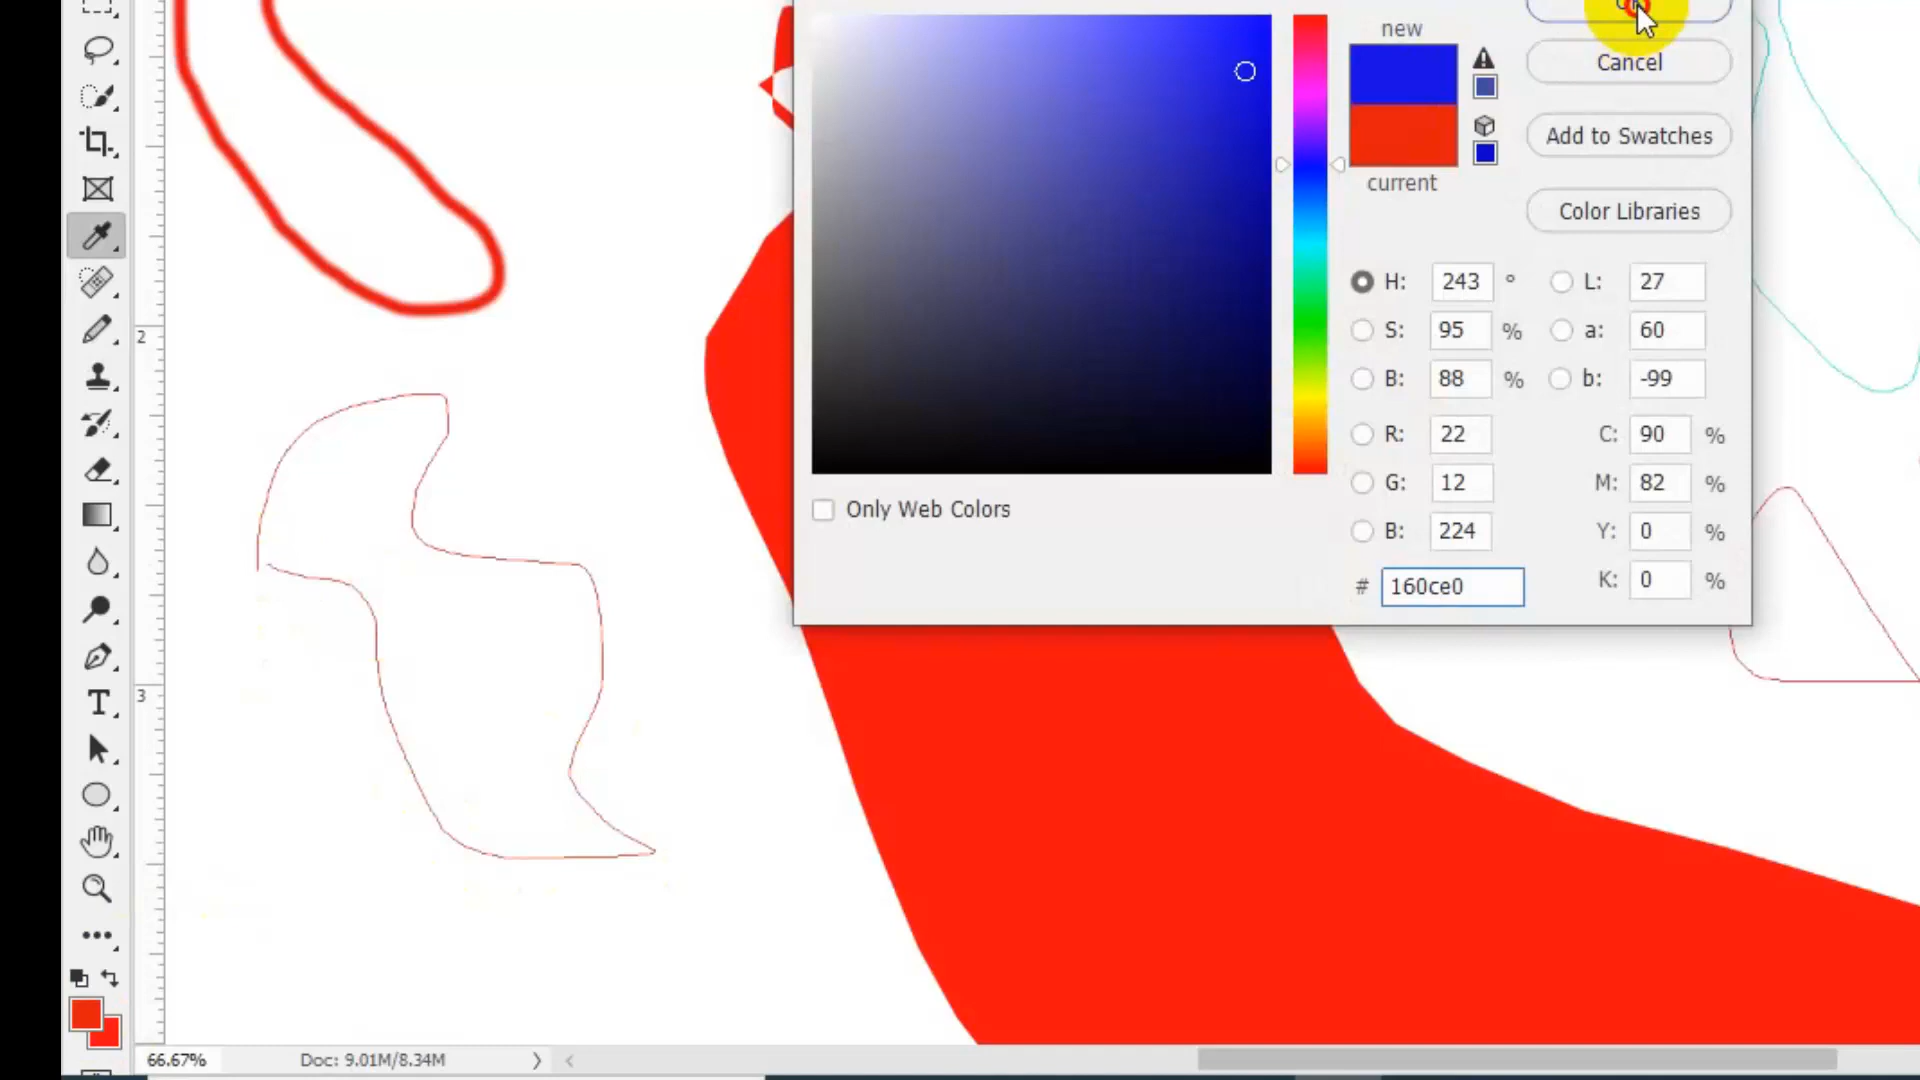 new
Cancel
Add to Swatches
current
Color Libraries
H: 243 °
L: 27
S: 95 %
a: 60
B: 88 %
b: -99
R: 22
C: 90 %
G: 12
M: 82 %
Only Web Colors
B: 224
Y: 0 %
# 160ce0
K: 0 %
2
3
T
66.67%
Doc: 9.01M/8.34M